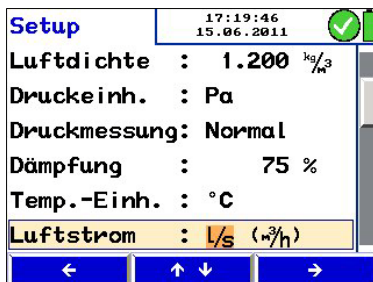 Setup
17:19:46
15.06.2011
Luftdichte : 1.200 kg/m³
Druckeinh. : Pa
Druckmessung: Normal
Dämpfung : 75 %
Temp.-Einh. : °C
Luftstrom : l/s (m³/h)
← ↑ ↓ →